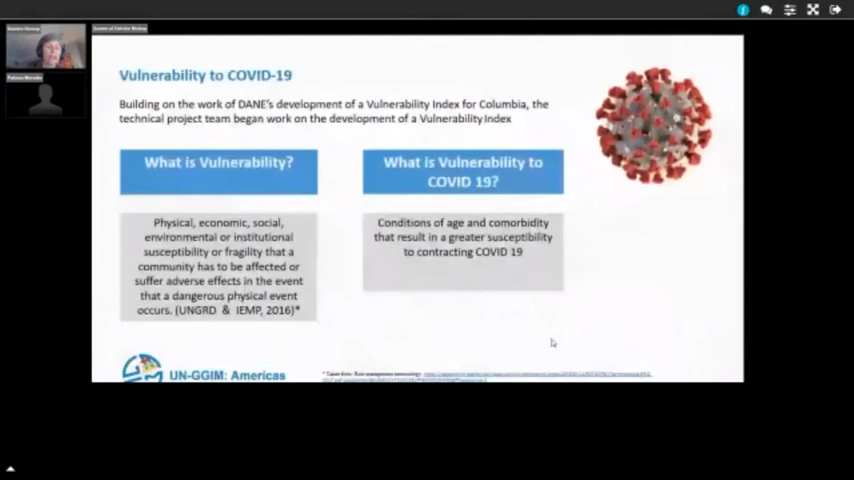 Screen of Deirdre Bishop
Vulnerability to COVID-19
Building on the work of DANE's development of a Vulnerability Index for Columbia, the
technical project team began work on the development of a Vulnerability Index
What is Vulnerability?
Physical, economic, social,
environmental or institutional
susceptibility or fragility that a
community has to be affected or
suffer adverse effects in the event
that a dangerous physical event
occurs. (UNGRD & IEMP, 2016)*
What is Vulnerability to
COVID 19?
Conditions of age and comorbidity
that result in a greater susceptibility
to contracting COVID 19
UN-GGIM: Americas